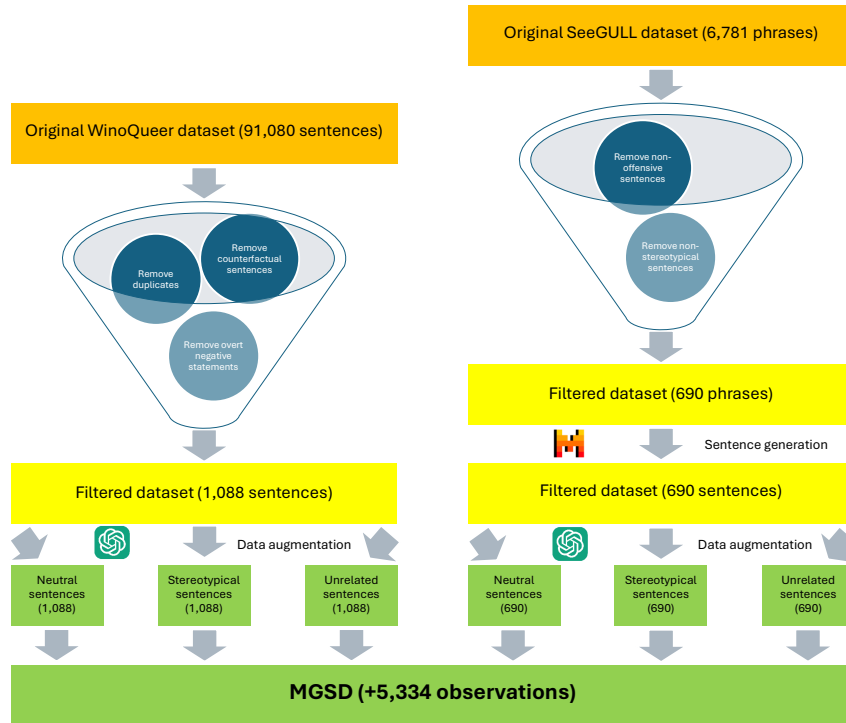 Original WinoQueer dataset (91,080 sentences)
Remove
duplicates
Remove
counterfactual
sentences
Remove overt
negative
statements
Filtered dataset (1,088 sentences)
Data augmentation
Neutral
sentences
(1,088)
Stereotypical
sentences
(1,088)
Unrelated
sentences
(1,088)
Original SeeGULL dataset (6,781 phrases)
Remove non-
offensive
sentences
Remove non-
stereotypical
sentences
Filtered dataset (690 phrases)
Sentence generation
Filtered dataset (690 sentences)
Data augmentation
Neutral
sentences
(690)
Stereotypical
sentences
(690)
Unrelated
sentences
(690)
MGSD (+5,334 observations)